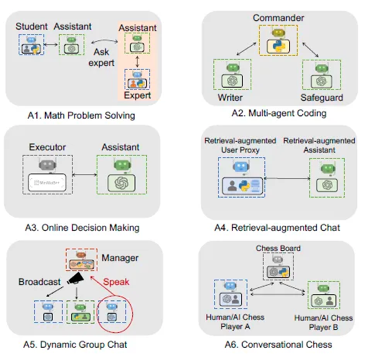 Student
Assistant
Assistant
Ask
expert
Expert
A1. Math Problem Solving
Commander
Writer
Safeguard
A2. Multi-agent Coding
Executor
Assistant
A3. Online Decision Making
Retrieval-augmented
User Proxy
Retrieval-augmented
Assistant
A4. Retrieval-augmented Chat
Manager
Broadcast
Speak
A5. Dynamic Group Chat
Chess Board
Human/AI Chess
Player A
Human/AI Chess
Player B
A6. Conversational Chess